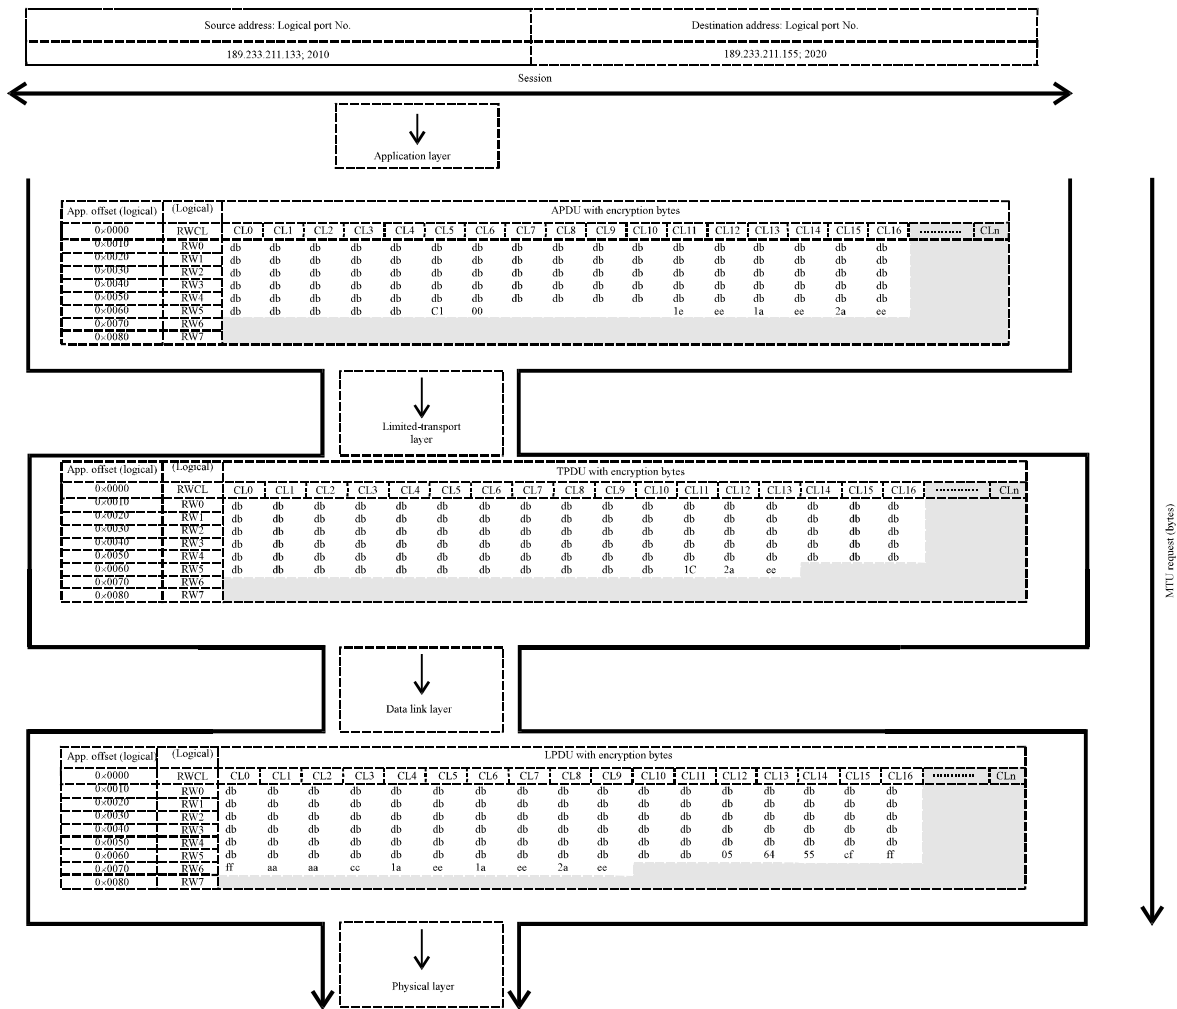 Source address: Logical port No. Destination address: Logical port No.
189.233.211.133; 2010 189.233.211.155; 2020
Session
Application layer
App. offset (logical) (Logical) APDU with encryption bytes
0×0000 RWCL CL0 CL1 CL2 CL3 CL4 CL5 CL6 CL7 CL8 CL9 CL10 CL11 CL12 CL13 CL14 CL15 CL16 ............ CLn
0×0010 RW0 db db db db db db db db db db db db db db db db db
0×0020 RW1 db db db db db db db db db db db db db db db db db
0×0030 RW2 db db db db db db db db db db db db db db db db db
0×0040 RW3 db db db db db db db db db db db db db db db db db
0×0050 RW4 db db db db db db db db db db db db db db db db db
0×0060 RW5 db db db db db C1 00 1e ee 1a ee 2a ee
0×0070 RW6
0×0080 RW7
Limited-transport
layer
App. offset (logical) (Logical) TPDU with encryption bytes
0×0000 RWCL CL0 CL1 CL2 CL3 CL4 CL5 CL6 CL7 CL8 CL9 CL10 CL11 CL12 CL13 CL14 CL15 CL16 ............ CLn
0×0010 RW0 db db db db db db db db db db db db db db db db db
0×0020 RW1 db db db db db db db db db db db db db db db db db
0×0030 RW2 db db db db db db db db db db db db db db db db db
0×0040 RW3 db db db db db db db db db db db db db db db db db
0×0050 RW4 db db db db db db db db db db db db db db db db db
0×0060 RW5 db db db db db db db db db db db 1C 2a ee
0×0070 RW6
0×0080 RW7
MTU request (bytes)
Data link layer
App. offset (logical) (Logical) LPDU with encryption bytes
0×0000 RWCL CL0 CL1 CL2 CL3 CL4 CL5 CL6 CL7 CL8 CL9 CL10 CL11 CL12 CL13 CL14 CL15 CL16 ............ CLn
0×0010 RW0 db db db db db db db db db db db db db db db db db
0×0020 RW1 db db db db db db db db db db db db db db db db db
0×0030 RW2 db db db db db db db db db db db db db db db db db
0×0040 RW3 db db db db db db db db db db db db db db db db db
0×0050 RW4 db db db db db db db db db db db db db db db db db
0×0060 RW5 db db db db db db db db db db db db 05 64 55 cf ff
0×0070 RW6 ff aa aa cc 1a ee 1a ee 2a ee
0×0080 RW7
Physical layer